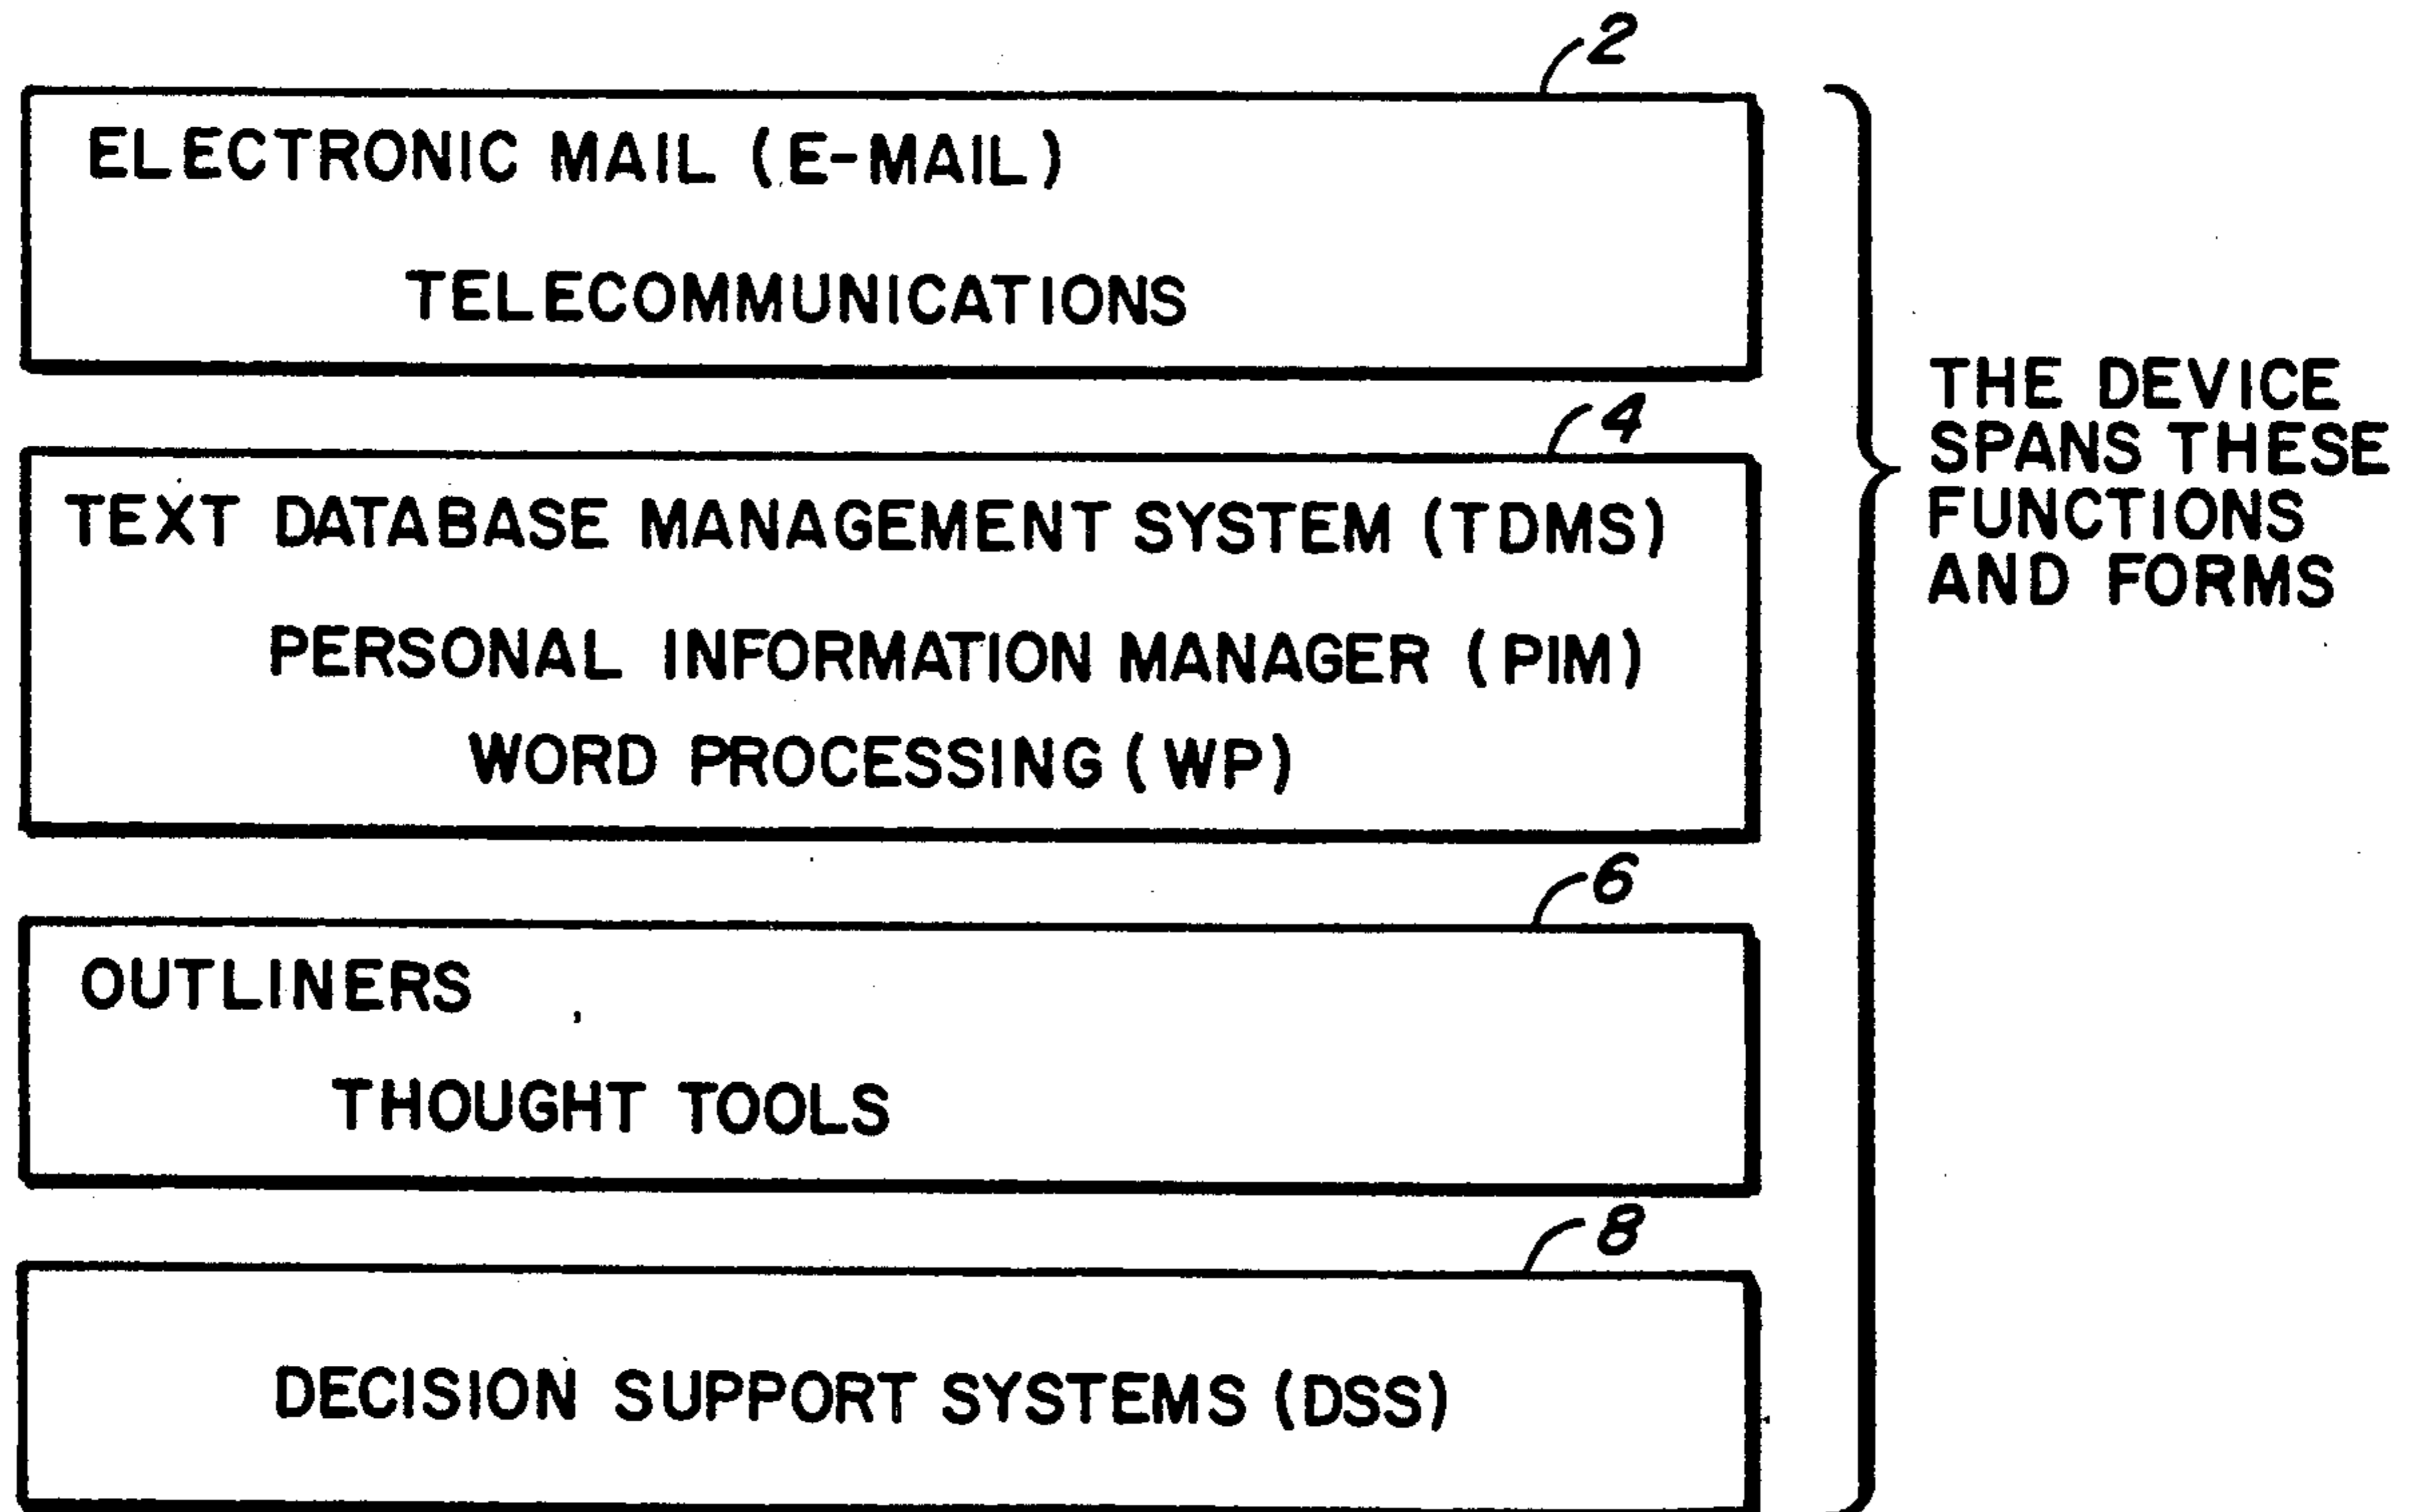 2
ELECTRONIC MAIL (E-MAIL)
TELECOMMUNICATIONS
4
TEXT DATABASE MANAGEMENT SYSTEM (TDMS)
PERSONAL INFORMATION MANAGER (PIM)
WORD PROCESSING (WP)
6
OUTLINERS
THOUGHT TOOLS
8
DECISION SUPPORT SYSTEMS (DSS)
THE DEVICE
SPANS THESE
FUNCTIONS
AND FORMS